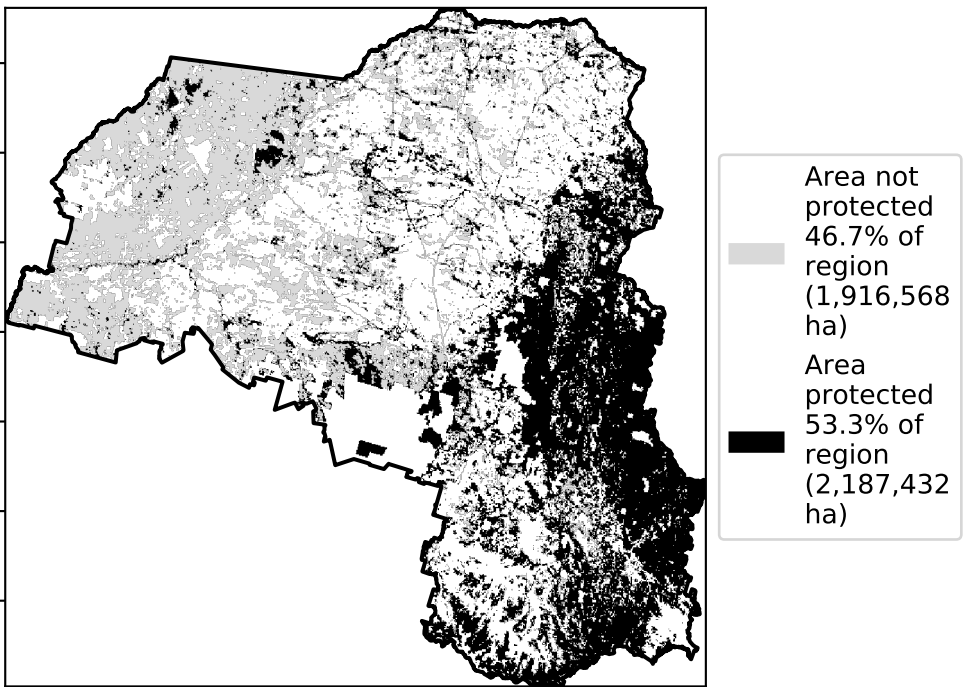 Area not
protected
46.7% of
region
(1,916,568
ha)
Area
protected
53.3% of
region
(2,187,432
ha)